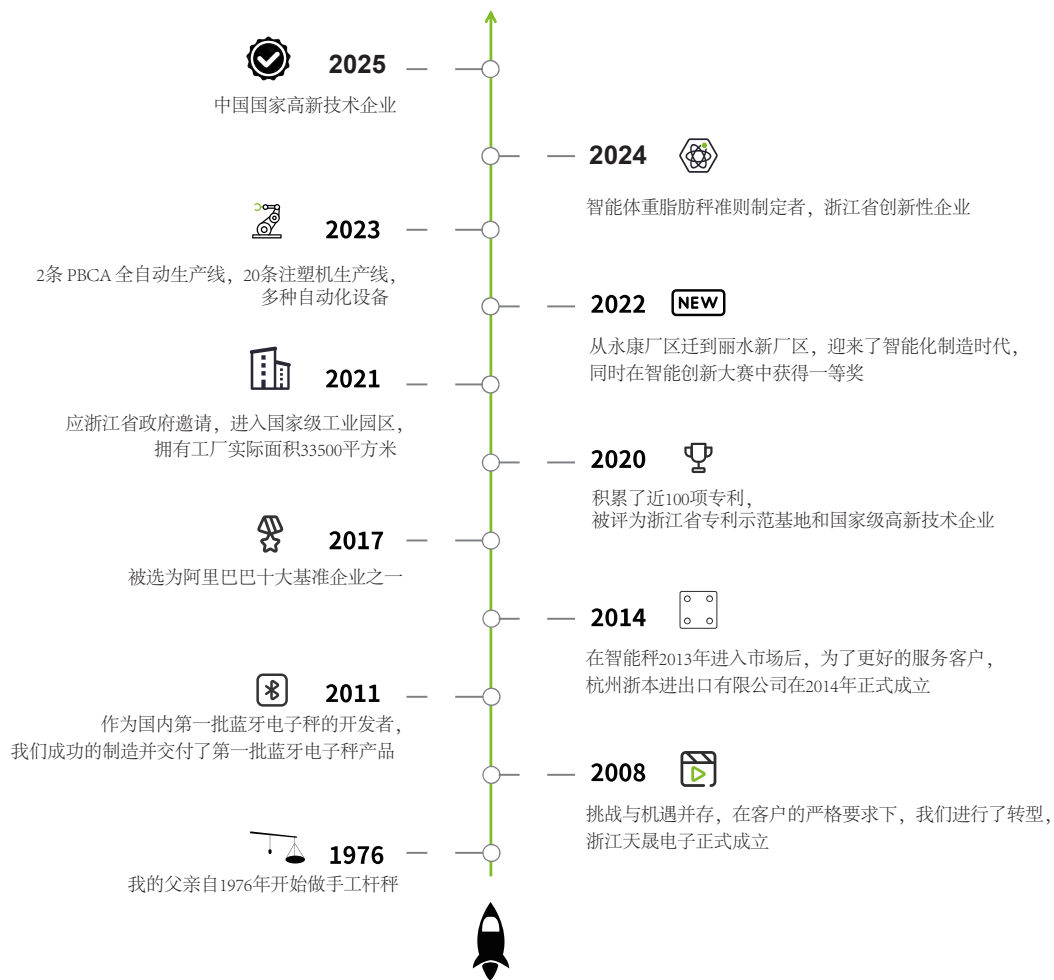 2025
中国国家高新技术企业
2024
智能体重脂肪秤准则制定者，浙江省创新性企业
2023
2条 PBCA 全自动生产线，20条注塑机生产线，
多种自动化设备
2022
NEW
从永康厂区迁到丽水新厂区，迎来了智能化制造时代，
同时在智能创新大赛中获得一等奖
2021
应浙江省政府邀请，进入国家级工业园区，
拥有工厂实际面积33500平方米
2020
积累了近100项专利，
被评为浙江省专利示范基地和国家级高新技术企业
2017
被选为阿里巴巴十大基准企业之一
2014
在智能秤2013年进入市场后，为了更好的服务客户，
杭州浙本进出口有限公司在2014年正式成立
2011
作为国内第一批蓝牙电子秤的开发者，
我们成功的制造并交付了第一批蓝牙电子秤产品
2008
挑战与机遇并存，在客户的严格要求下，我们进行了转型，
浙江天晟电子正式成立
1976
我的父亲自1976年开始做手工杆秤